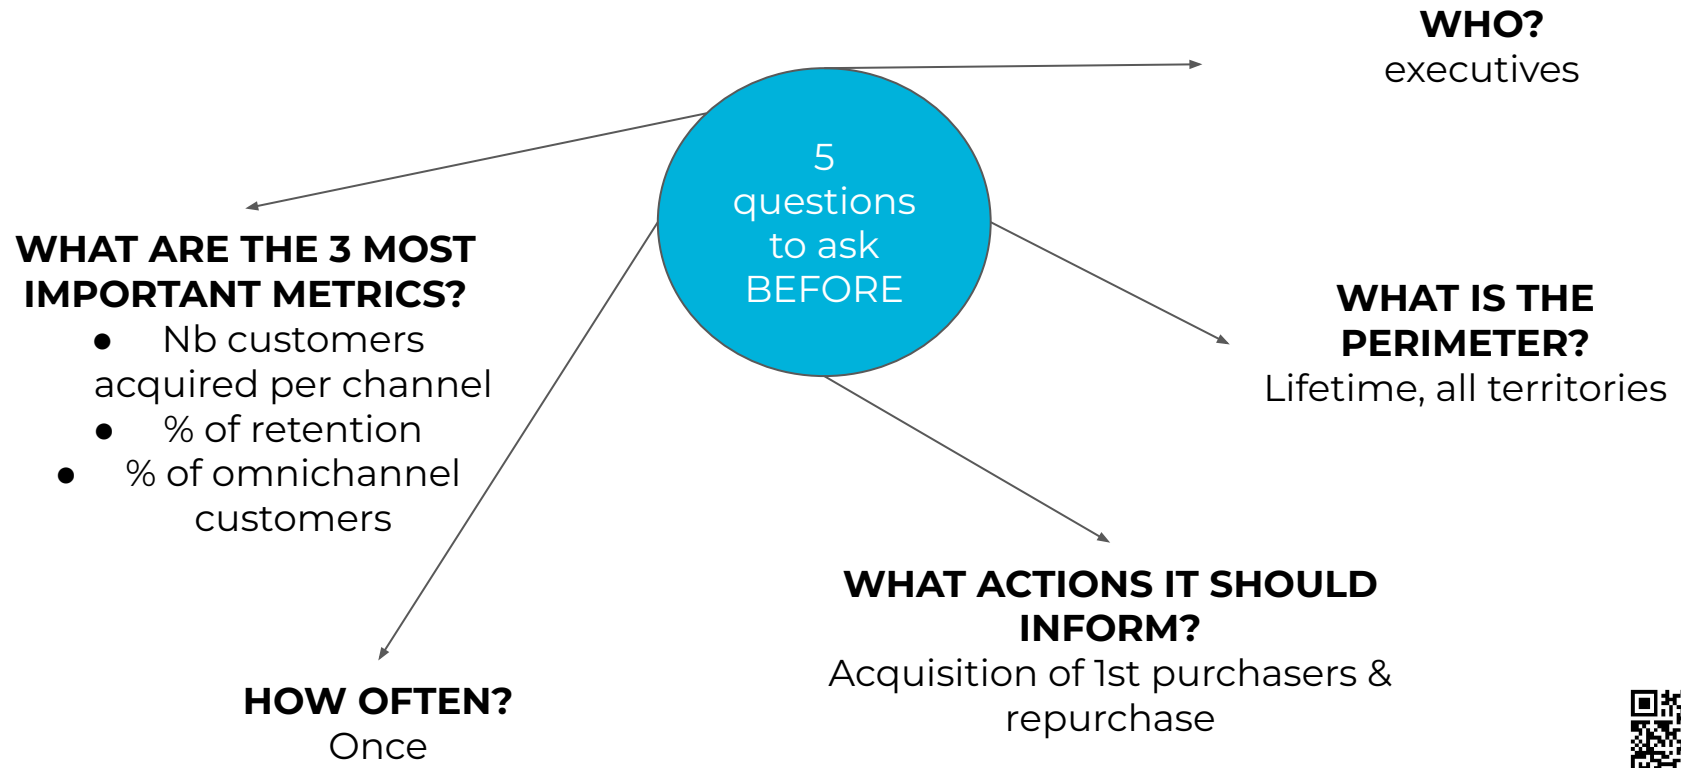 5
questions
to ask
BEFORE
WHO?
executives
WHAT IS THE
PERIMETER?
Lifetime, all territories
WHAT ACTIONS IT SHOULD
INFORM?
Acquisition of 1st purchasers &
repurchase
HOW OFTEN?
Once
WHAT ARE THE 3 MOST
IMPORTANT METRICS?
● Nb customers
acquired per channel
● % of retention
● % of omnichannel
customers